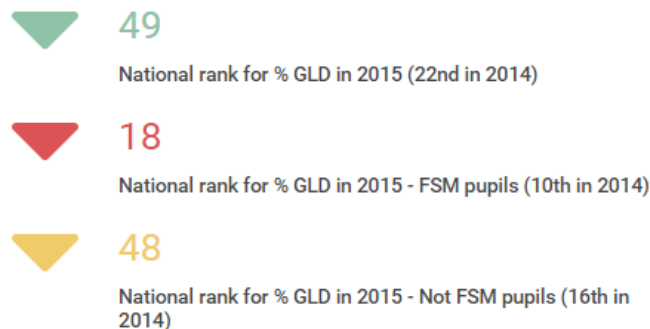 49
National rank for % GLD in 2015 (22nd in 2014)
18
National rank for % GLD in 2015 - FSM pupils (10th in 2014)
48
National rank for % GLD in 2015 - Not FSM pupils (16th in
2014)